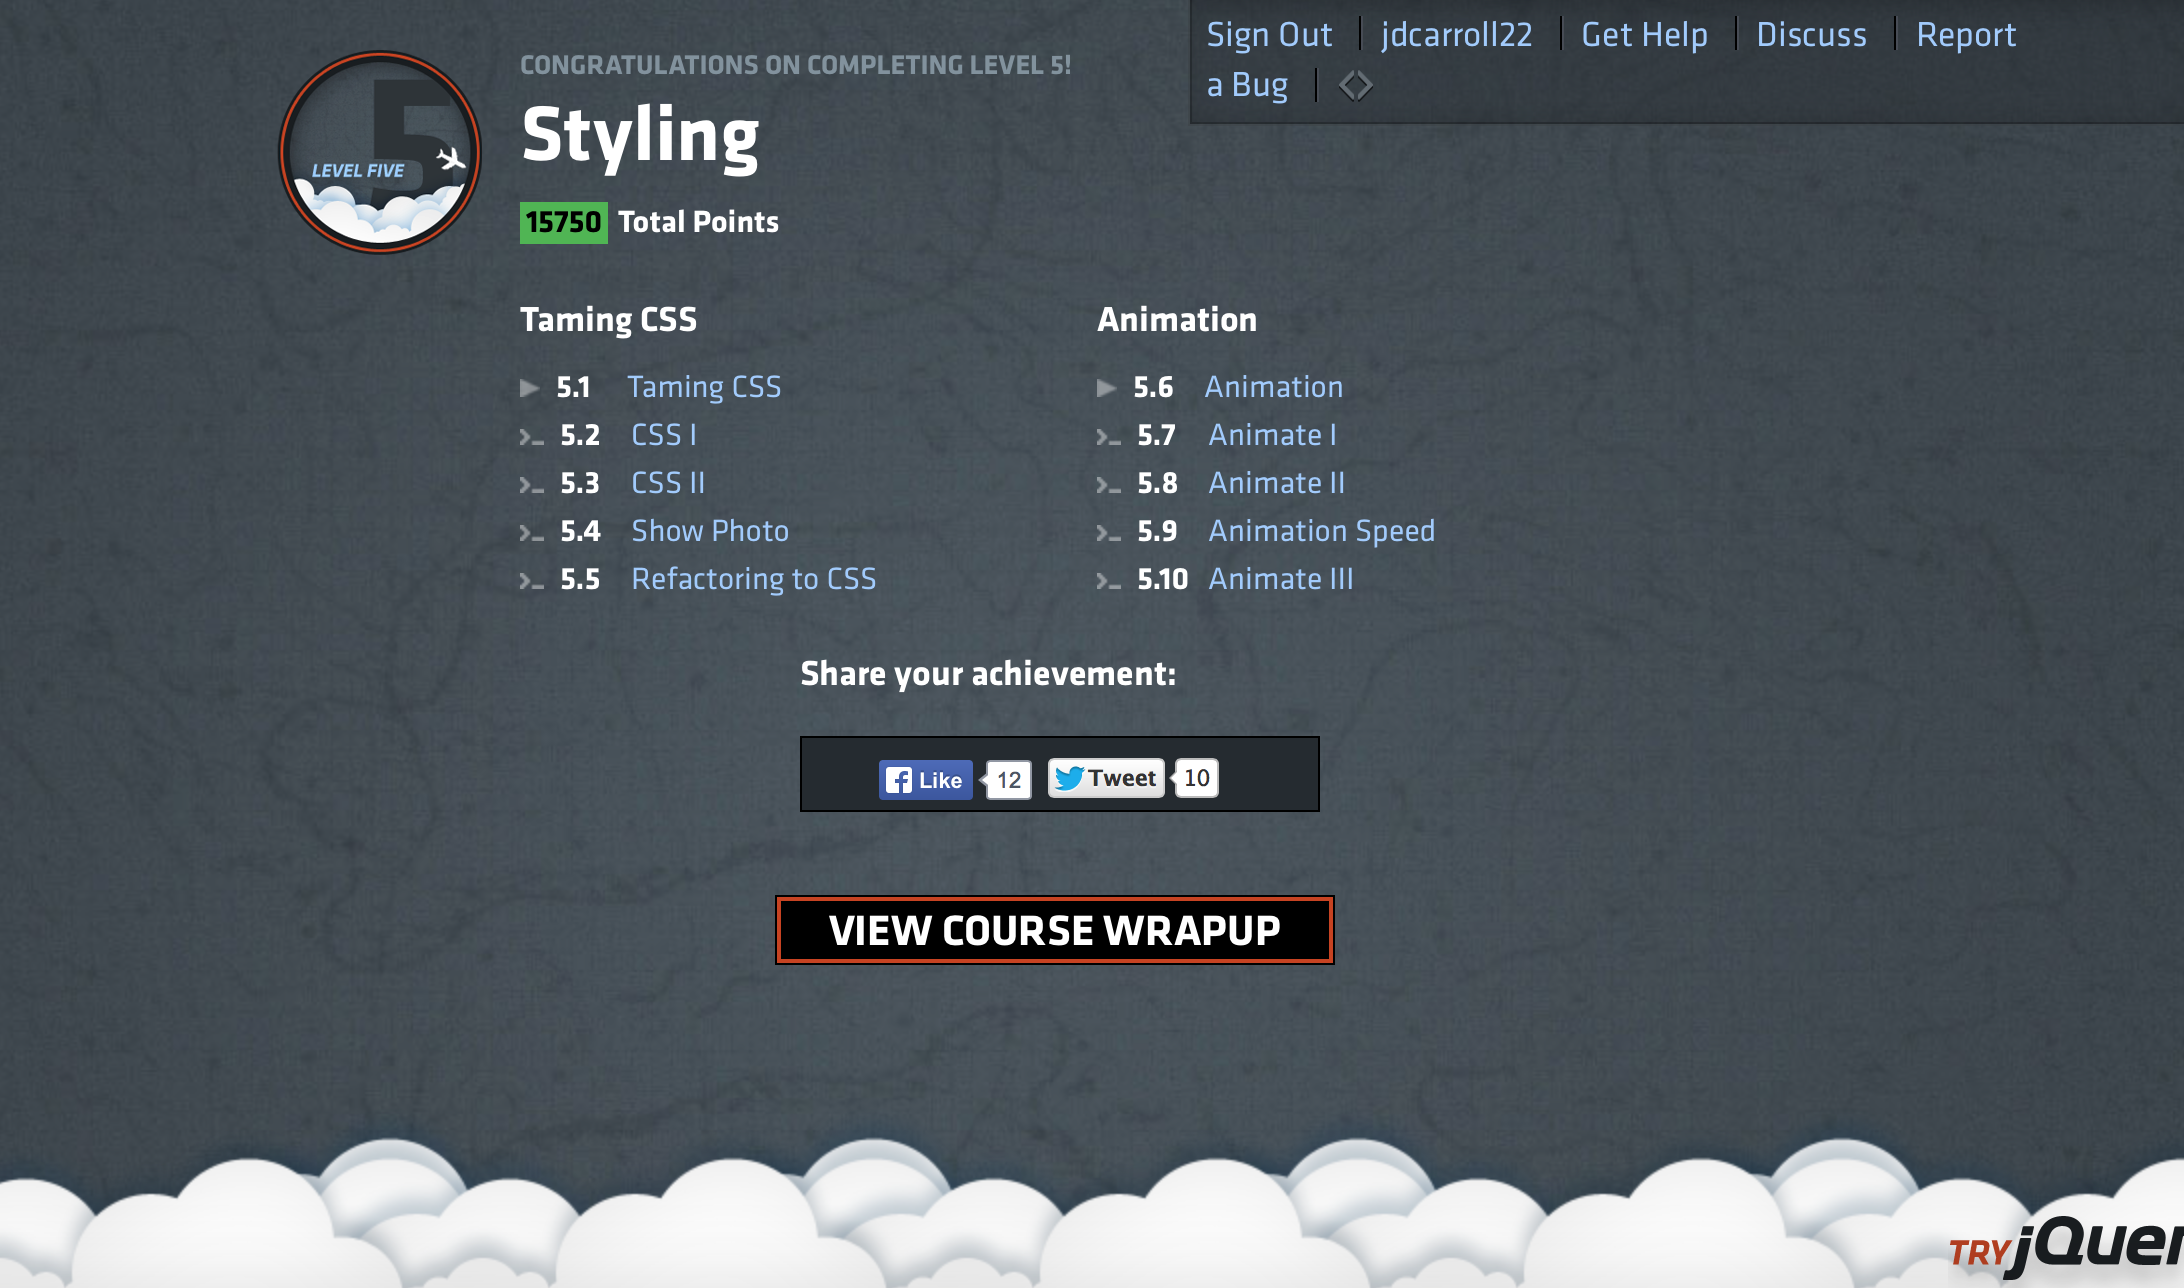 Sign Out jdcarroll22 Get Help Discuss Report
a Bug
5
LEVEL FIVE
CONGRATULATIONS ON COMPLETING LEVEL 5!
Styling
15750 Total Points
Taming CSS
5.1 Taming CSS
5.2 CSS I
5.3 CSS II
5.4 Show Photo
5.5 Refactoring to CSS
Animation
5.6 Animation
5.7 Animate I
5.8 Animate II
5.9 Animation Speed
5.10 Animate III
Share your achievement:
Like 12 Tweet 10
VIEW COURSE WRAPUP
TRY jQuer